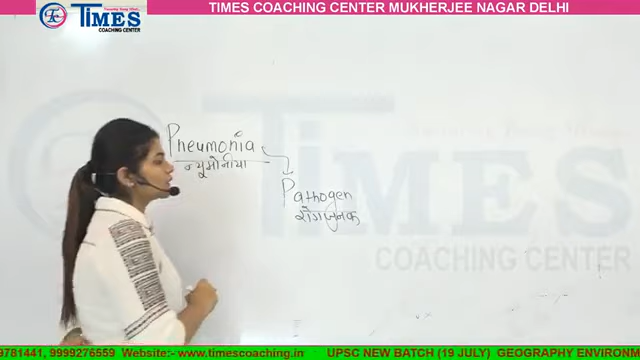 TIMES COACHING CENTER MUKHERJEE NAGAR DELHI
TIMES
COACHING CENTER
Pneumonia
न्यूमोनीया
Pathogen
रोगजनक
TIMES
COACHING CENTER
9781441, 9999276559 Website:- www.timescoaching.in UPSC NEW BATCH (19 JULY) GEOGRAPHY ENVIRONM